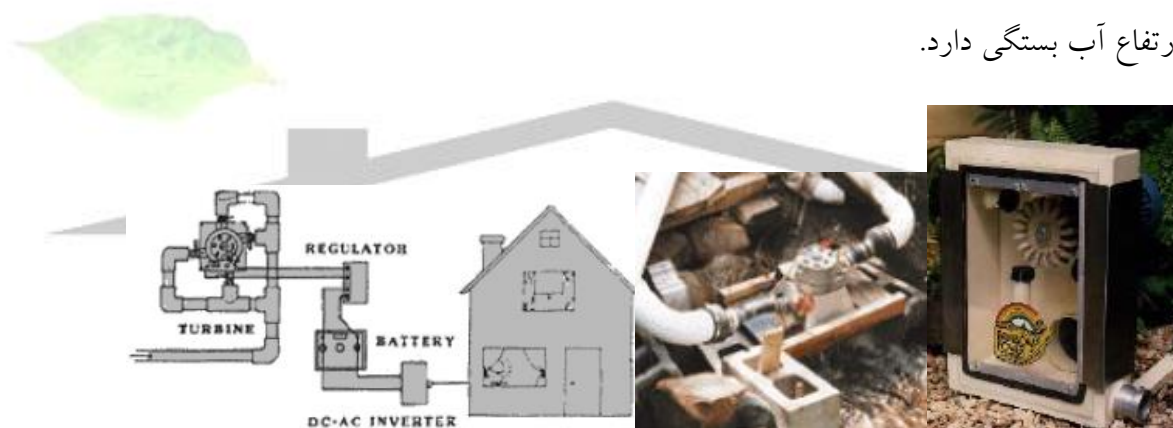 رتفاع آب بستگی دارد.
REGULATOR
TURBINE
BATTERY
DC-AC INVERTER